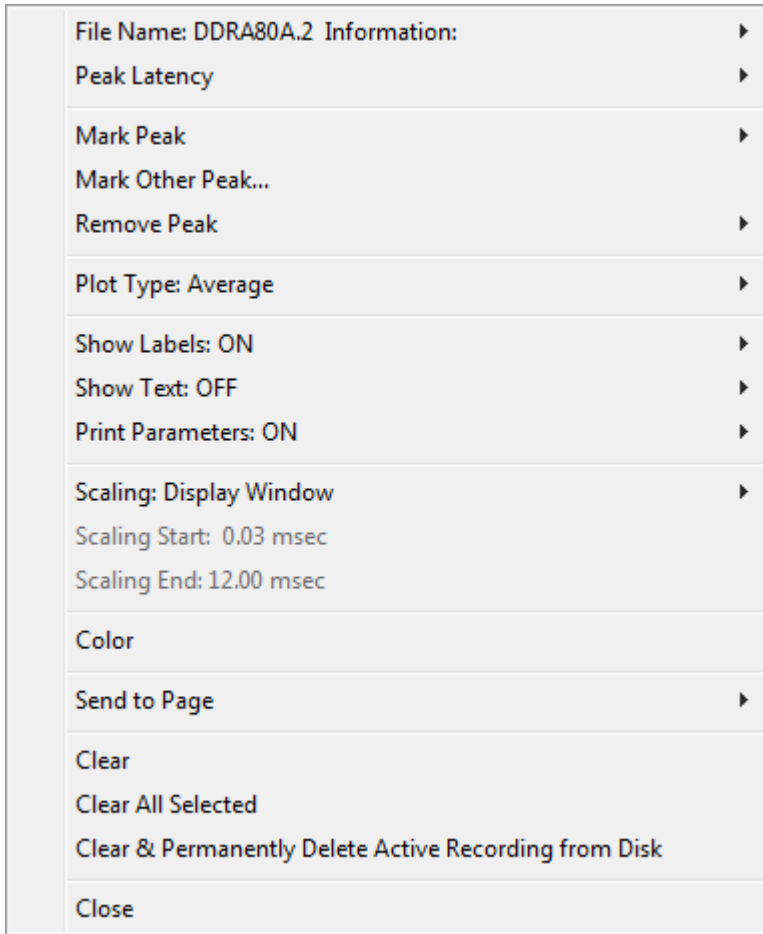 File Name: DDRA80A.2  Information:
Peak Latency
Mark Peak
Mark Other Peak...
Remove Peak
Plot Type: Average
Show Labels: ON
Show Text: OFF
Print Parameters: ON
Scaling: Display Window
Scaling Start:  0.03 msec
Scaling End: 12.00 msec
Color
Send to Page
Clear
Clear All Selected
Clear & Permanently Delete Active Recording from Disk
Close